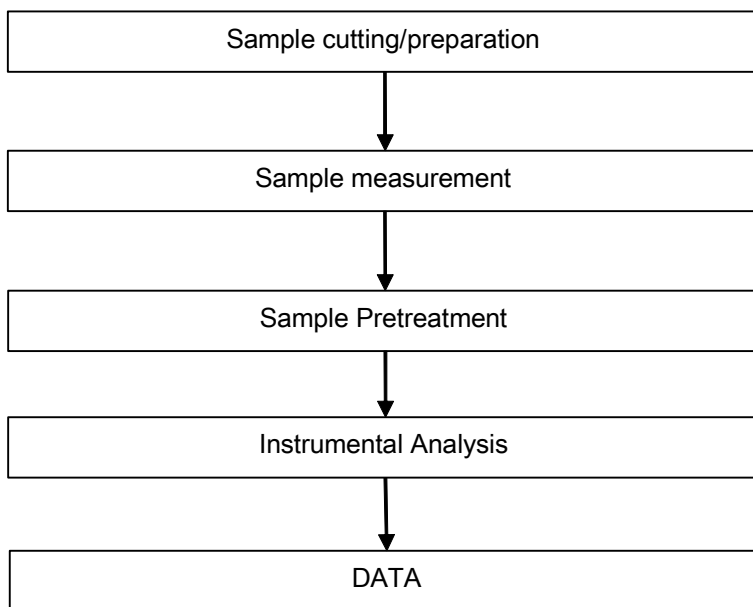 Sample cutting/preparation
Sample measurement
Sample Pretreatment
Instrumental Analysis
DATA